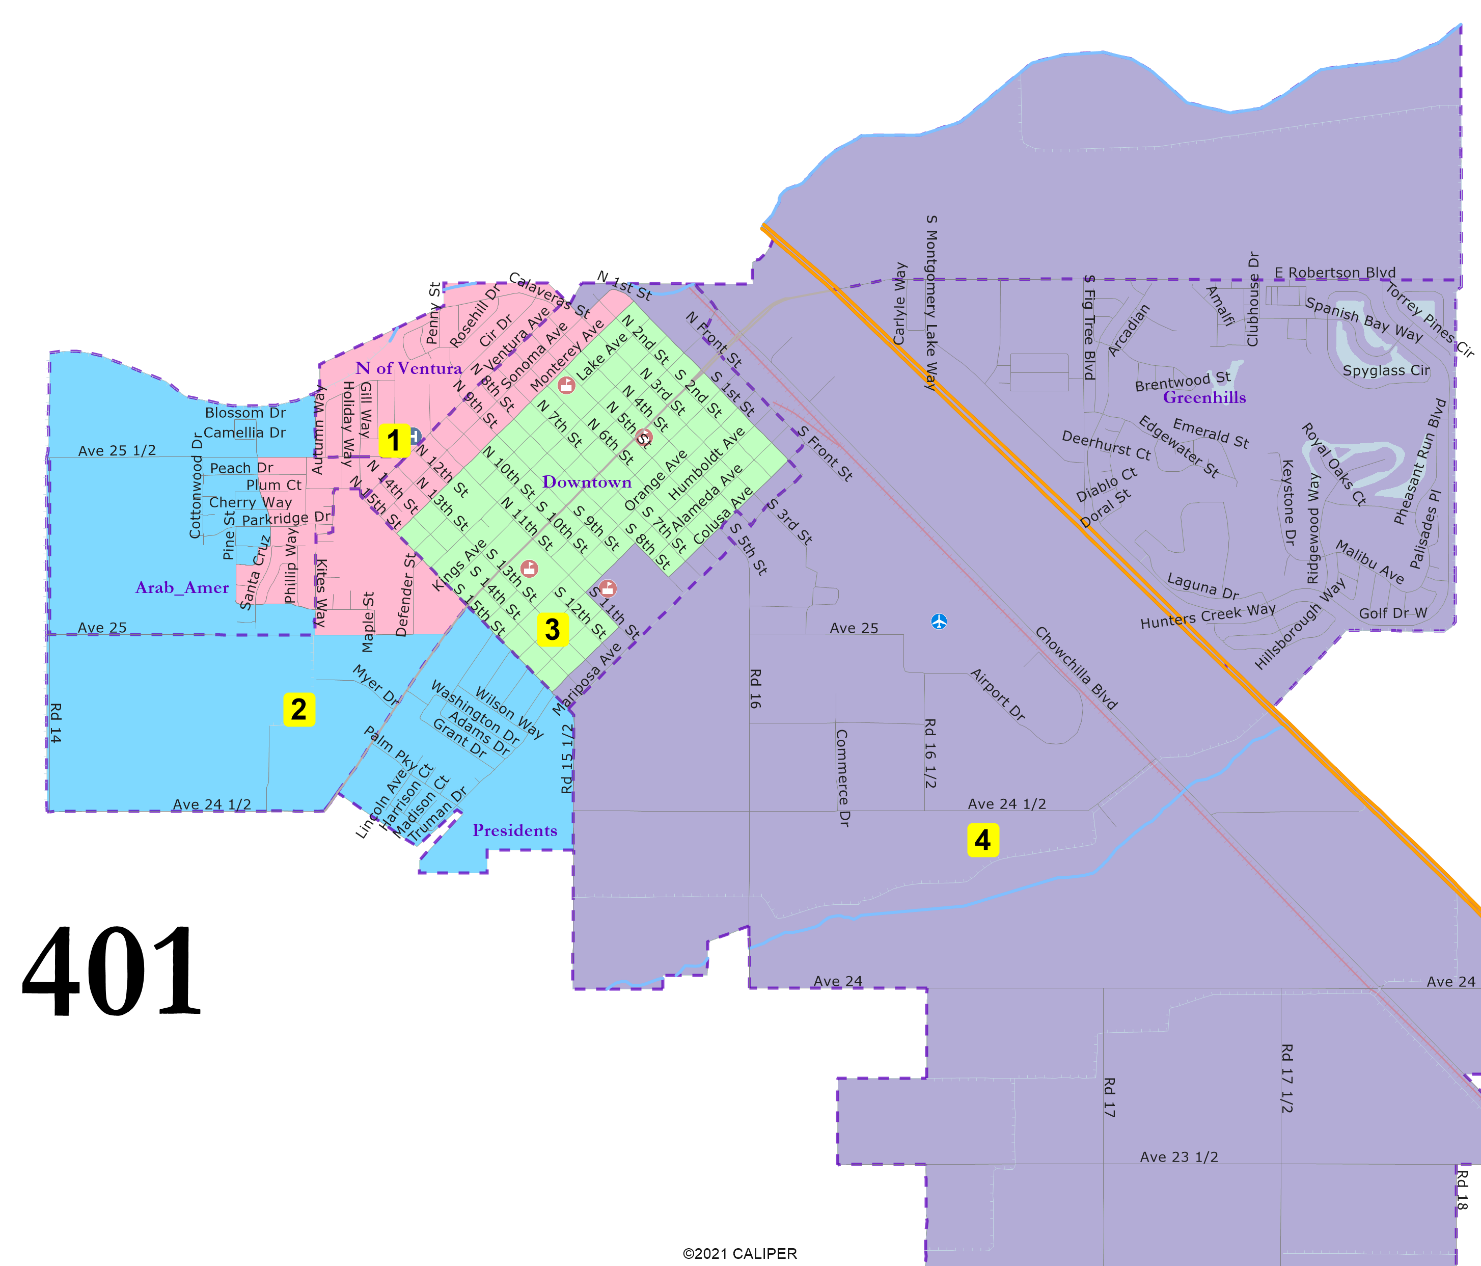 N 1st St
Calaveras St
Penny St
Rosehill Dr
Cir Dr
Ventura Ave
Sonoma Ave
Monterey Ave
N of Ventura
N 8th St
N 9th St
Lake Ave
N 2nd St
N 3rd St
N 4th St
N 5th St
N 6th St
N 7th St
S 2nd St
S 1st St
N Front St
S Front St
Carlyle Way
S Montgomery Lake Way
S Fig Tree Blvd
Arcadian
Amalfi
Clubhouse Dr
E Robertson Blvd
Torrey Pines Cir
Spanish Bay Way
Spyglass Cir
Brentwood St
Greenhills
Emerald St
Edgewater St
Deerhurst Ct
Diablo Ct
Doral St
Keystone Dr
Ridgewood Way
Royal Oaks Ct
Pheasant Run Blvd
Palisades Pl
Malibu Ave
Laguna Dr
Hunters Creek Way
Hillsborough Way
Golf Dr W
Blossom Dr
Camellia Dr
Ave 25 1/2
Cottonwood Dr
Peach Dr
Plum Ct
Cherry Way
Parkridge Dr
Pine St
Santa Cruz
Phillip Way
Kites Way
Autumn Way
Holiday Way
Gill Way
1
N 12th St
N 13th St
N 14th St
N 15th St
N 10th St
N 11th St
Downtown
S 10th St
S 9th St
Orange Ave
Humboldt Ave
Alameda Ave
Colusa Ave
S 7th St
S 8th St
S 3rd St
S 5th St
Kings Ave
S 13th St
S 14th St
S 15th St
S 12th St
S 11th St
3
Mariposa Ave
Arab_Amer
Ave 25
Maple St
Defender St
Myer Dr
2
Rd 14
Ave 24 1/2
Washington Dr
Wilson Way
Adams Dr
Grant Dr
Palm Pky
Lincoln Ave
Harrison Ct
Madison Ct
Truman Dr
Presidents
Rd 15 1/2
Ave 25
Rd 16
Airport Dr
Chowchilla Blvd
Rd 16 1/2
Commerce Dr
Ave 24 1/2
4
401
Ave 24
Ave 24
Rd 17
Rd 17 1/2
Ave 23 1/2
Rd 18
©2021 CALIPER